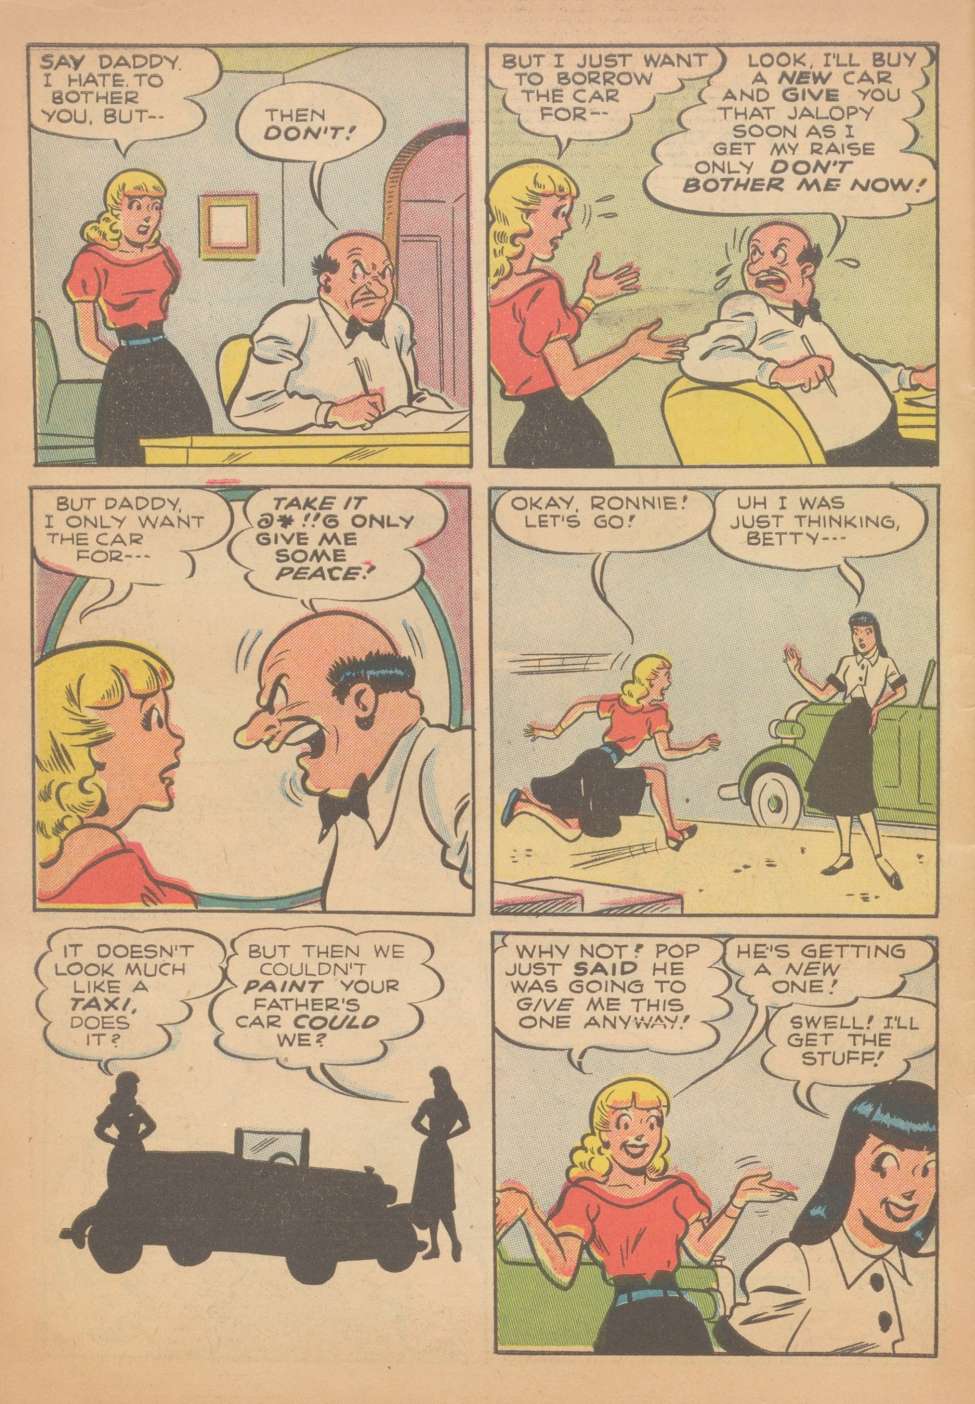 SAY DADDY,
I HATE TO
BOTHER
YOU, BUT--
THEN
DON'T!
BUT I JUST WANT
TO BORROW
THE CAR
FOR--
LOOK, I'LL BUY
A NEW CAR
AND GIVE YOU
THAT JALOPY
SOON AS I
GET MY RAISE
ONLY DON'T
BOTHER ME NOW!
BUT DADDY,
I ONLY WANT
THE CAR
FOR---
TAKE IT
@*!!G ONLY
GIVE ME
SOME
PEACE!
OKAY, RONNIE!
LET'S GO!
UH I WAS
JUST THINKING,
BETTY---
IT DOESN'T
LOOK MUCH
LIKE A
TAXI,
DOES
IT?
BUT THEN WE
COULDN'T
PAINT YOUR
FATHER'S
CAR COULD
WE?
WHY NOT? POP
JUST SAID HE
WAS GOING TO
GIVE ME THIS
ONE ANYWAY!
HE'S GETTING
A NEW
ONE!
SWELL! I'LL
GET THE
STUFF!